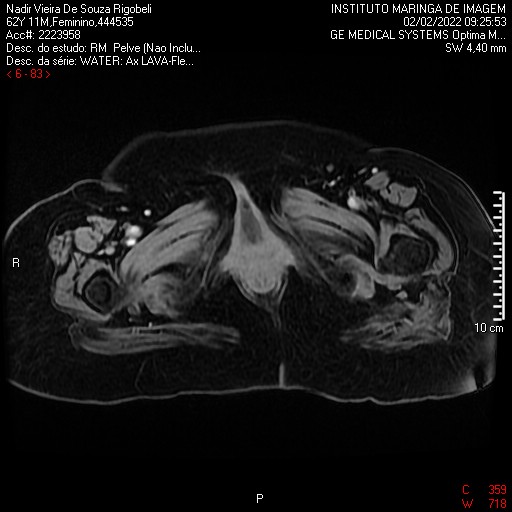 Nadir Vieira De Souza Rigobeli
62Y 11M,Feminino,444535
Acc#: 2223958
Desc. do estudo: RM Pelve (Nao Inclu...
Desc. da série: WATER: Ax LAVA-Fle...
< 6 - 83 >
INSTITUTO MARINGA DE IMAGEM
02/02/2022 09:25:53
GE MEDICAL SYSTEMS Optima M...
SW 4,40 mm
R
10 cm
P
C 359
W 718